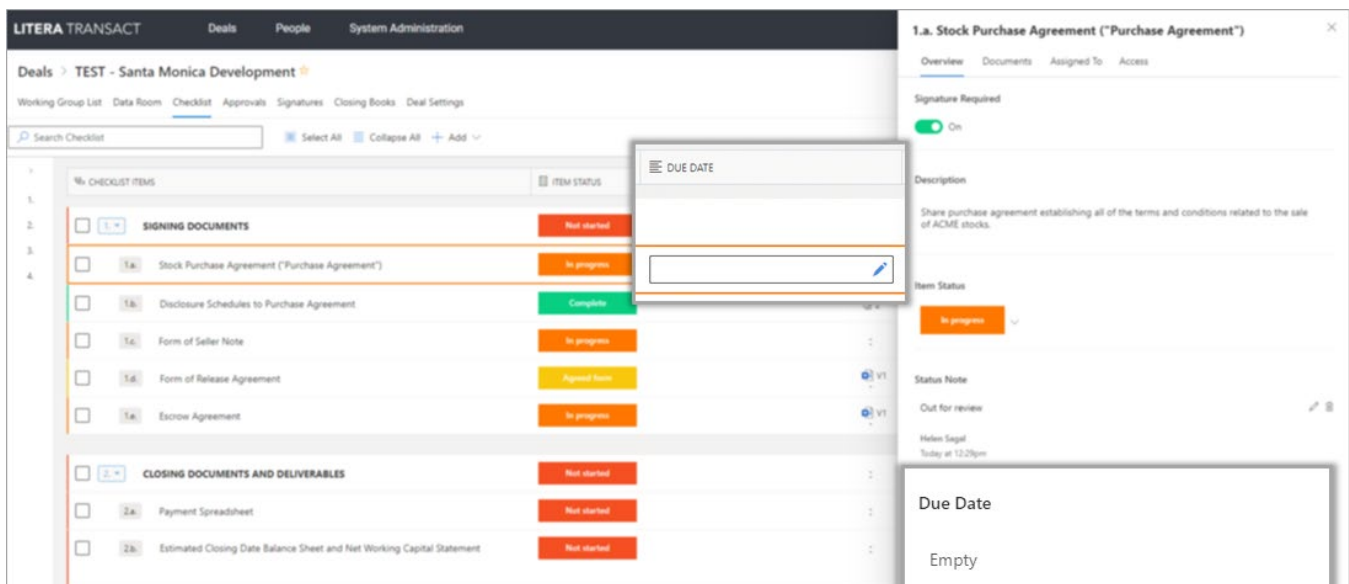 LITERA TRANSACT Deals People System Administration
Deals > TEST - Santa Monica Development
Working Group List Data Room Checklist Approvals Signatures Closing Books Deal Settings
Search Checklist Select All Collapse All Add
CHECKLIST ITEMS ITEM STATUS DUE DATE
1.
2.
3.
4.
1. SIGNING DOCUMENTS Not started
1.a. Stock Purchase Agreement ("Purchase Agreement") In progress
1.b. Disclosure Schedules to Purchase Agreement Complete
1.c. Form of Seller Note In progress
1.d. Form of Release Agreement Agreed form V1
1.e. Escrow Agreement In progress V1
2. CLOSING DOCUMENTS AND DELIVERABLES Not started
2.a. Payment Spreadsheet Not started
2.b. Estimated Closing Date Balance Sheet and Net Working Capital Statement Not started
1.a. Stock Purchase Agreement ("Purchase Agreement")
Overview Documents Assigned To Access
Signature Required
On
Description
Share purchase agreement establishing all of the terms and conditions related to the sale
of ACME stocks.
Item Status
In progress
Status Note
Out for review
Helen Sagal
Today at 12:29pm
Due Date
Empty